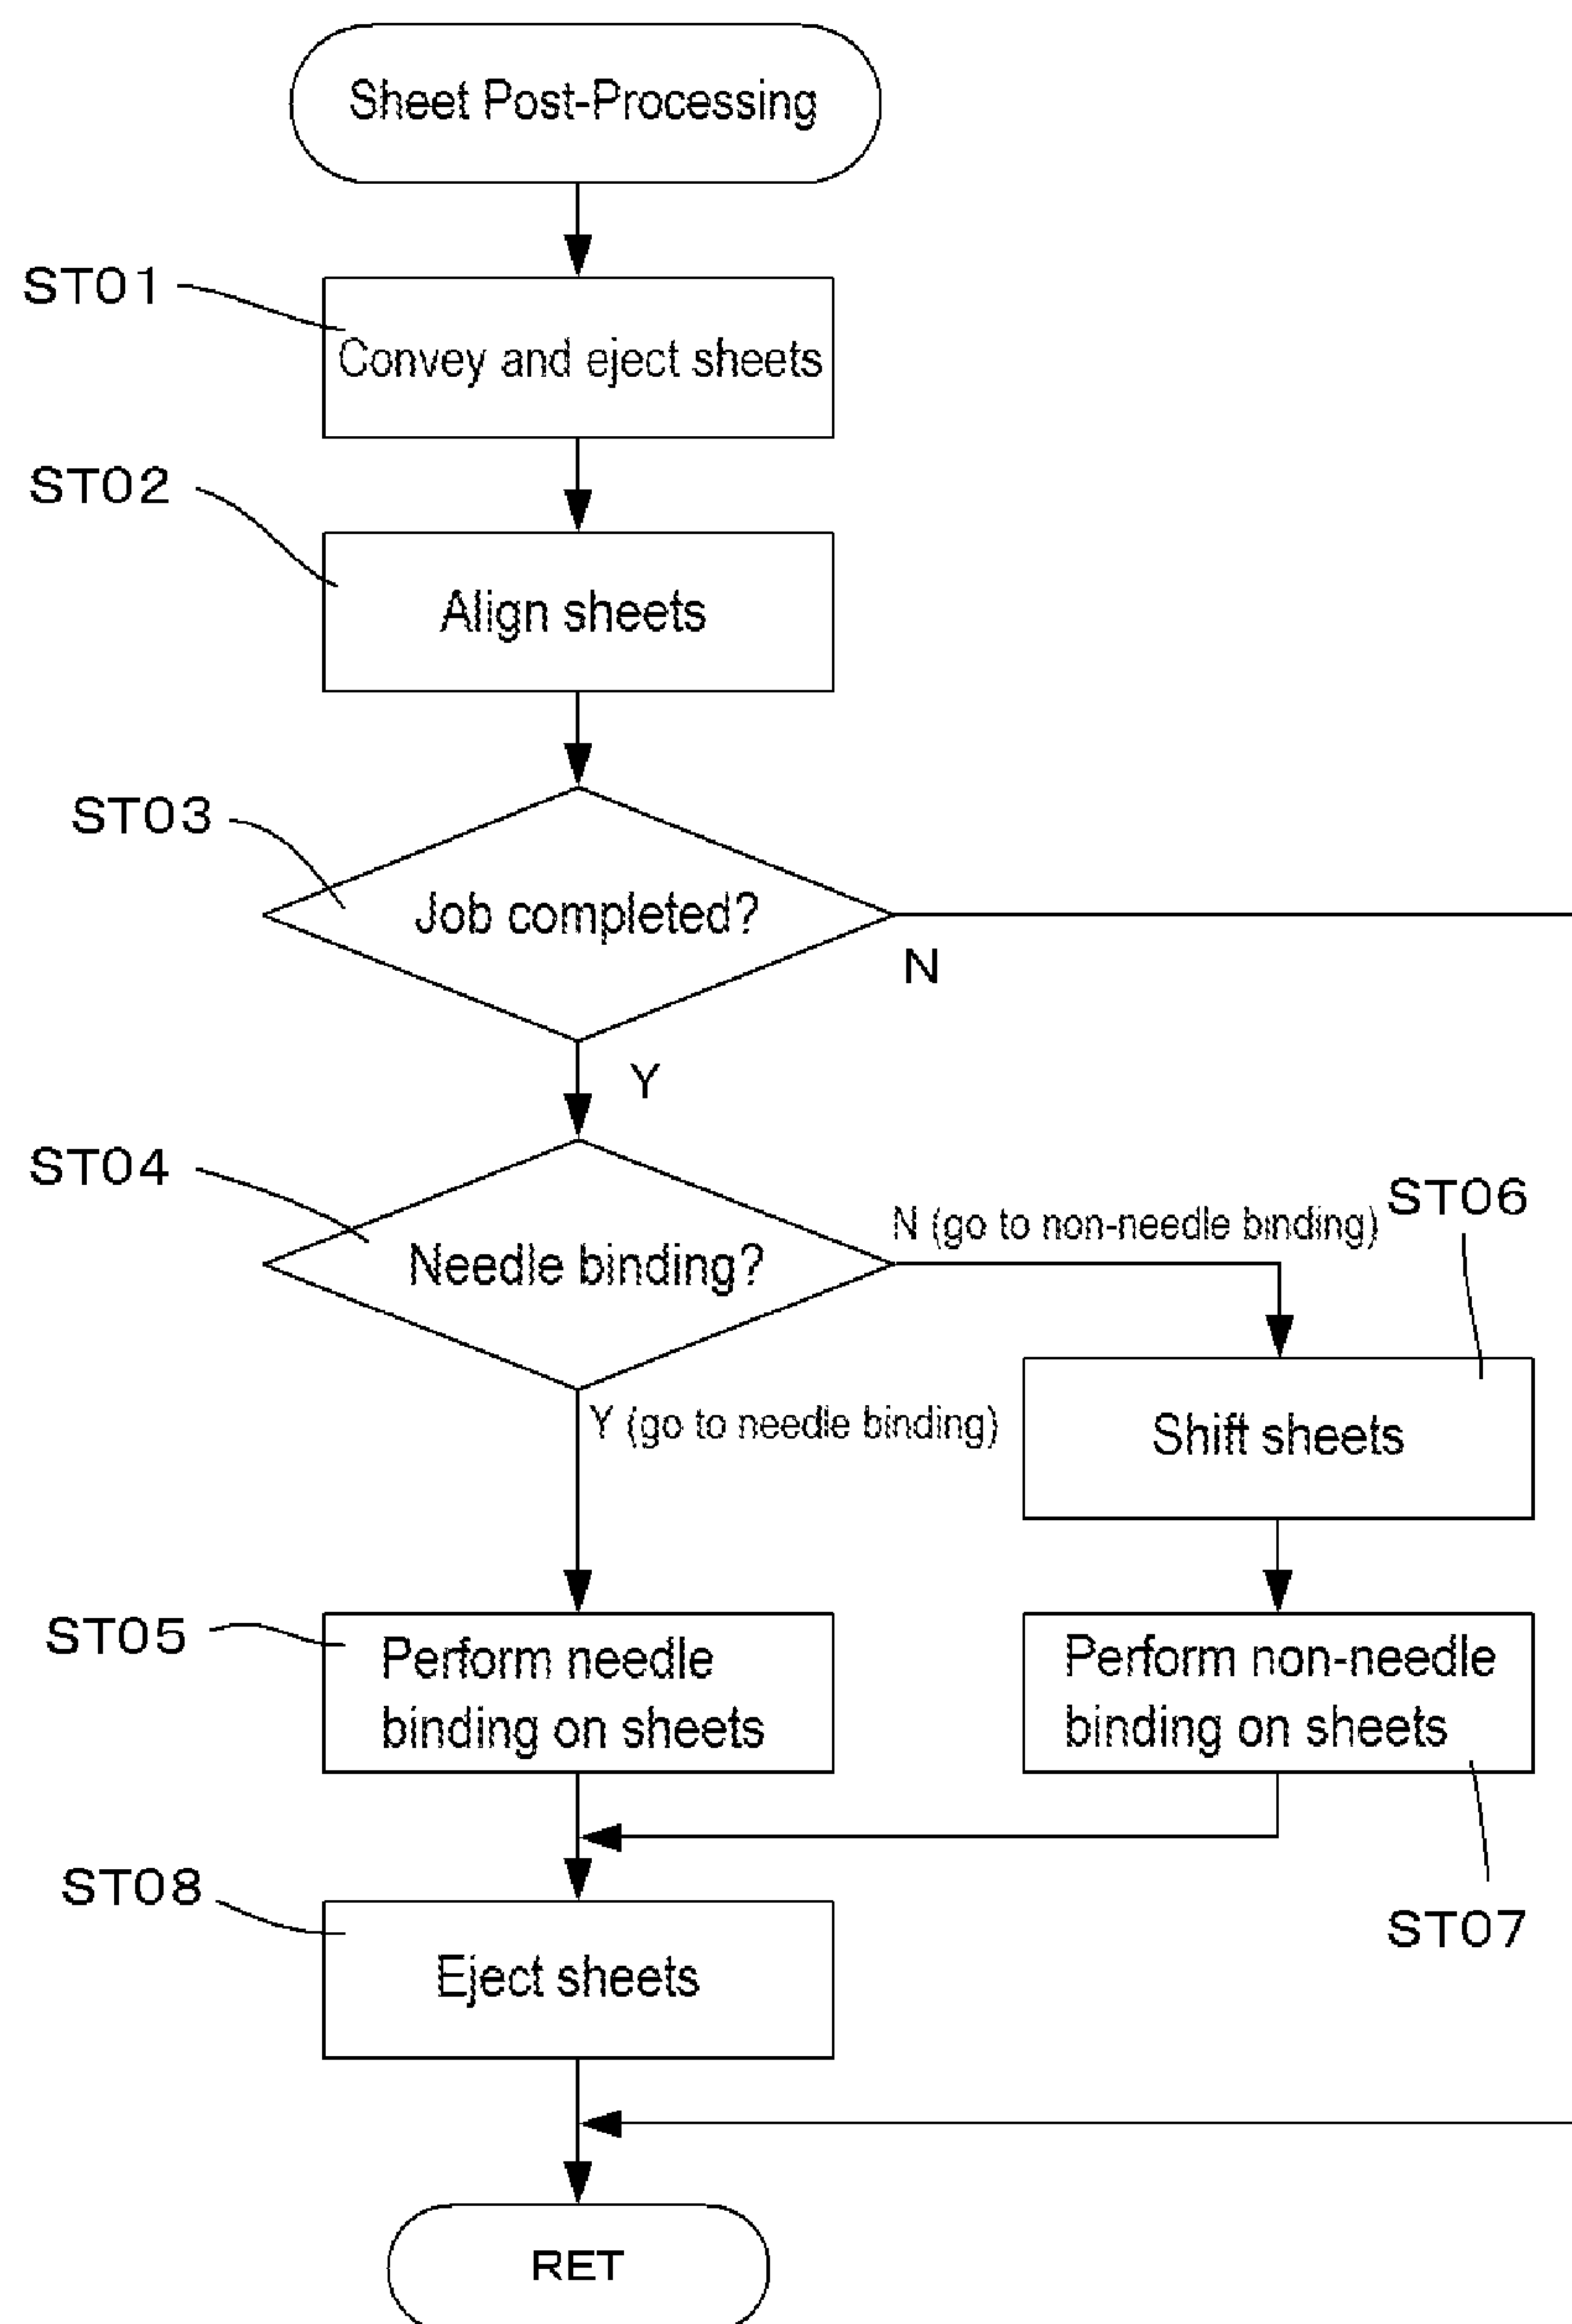 Sheet Post-Processing
ST01
Convey and eject sheets
ST02
Align sheets
ST03
Job completed?
N
Y
ST04
Needle binding?
N (go to non-needle binding)
ST06
Y (go to needle binding)
Shift sheets
ST05
Perform needle
binding on sheets
Perform non-needle
binding on sheets
ST08
ST07
Eject sheets
RET